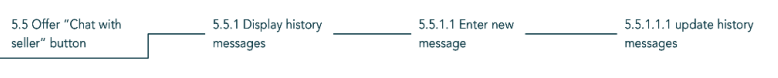 5.5 Offer "Chat with
seller" button
5.5.1 Display history
messages
5.5.1.1 Enter new
message
5.5.1.1.1 update history
messages